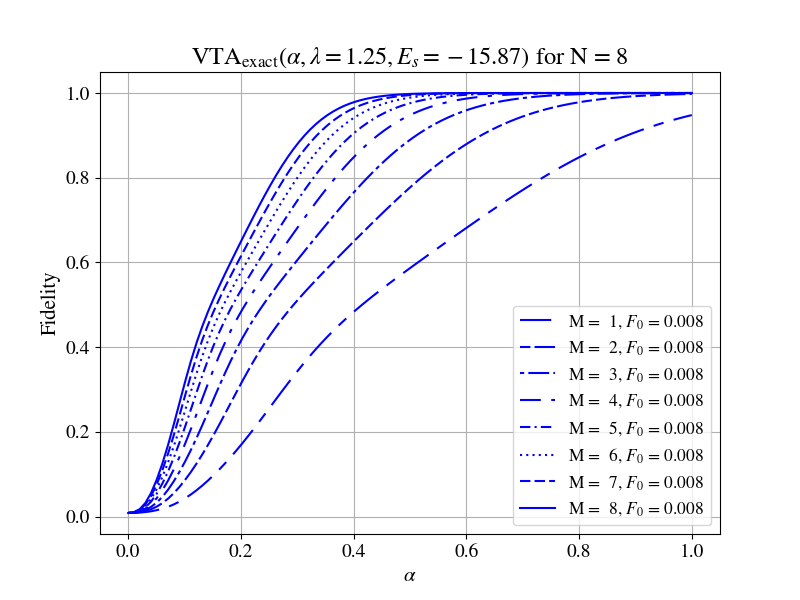 VTA_exact(α, λ = 1.25, E_s = −15.87) for N = 8
1.0
0.8
0.6
0.4
0.2
0.0
Fidelity
M = 1, F_0 = 0.008
M = 2, F_0 = 0.008
M = 3, F_0 = 0.008
M = 4, F_0 = 0.008
M = 5, F_0 = 0.008
M = 6, F_0 = 0.008
M = 7, F_0 = 0.008
M = 8, F_0 = 0.008
0.0 0.2 0.4 0.6 0.8 1.0
α